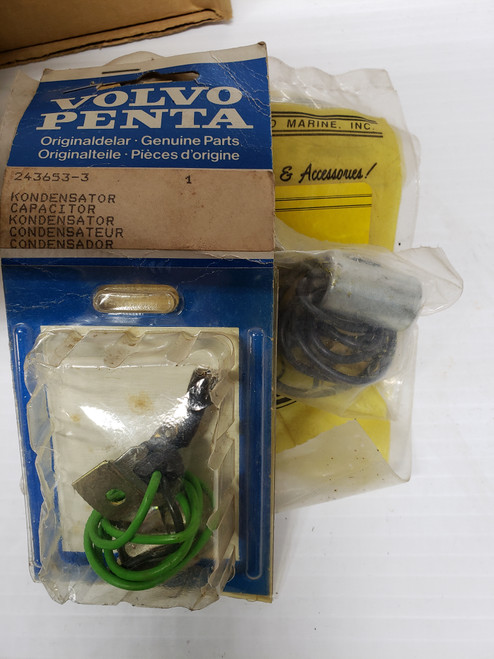 VOLVO
PENTA
Originaldelar · Genuine Parts
Originalteile · Pièces d'origine
243653-3 1
KONDENSATOR
CAPACITOR
KONDENSATOR
CONDENSATEUR
CONDENSADOR
MARINE, INC.
& Accessories!